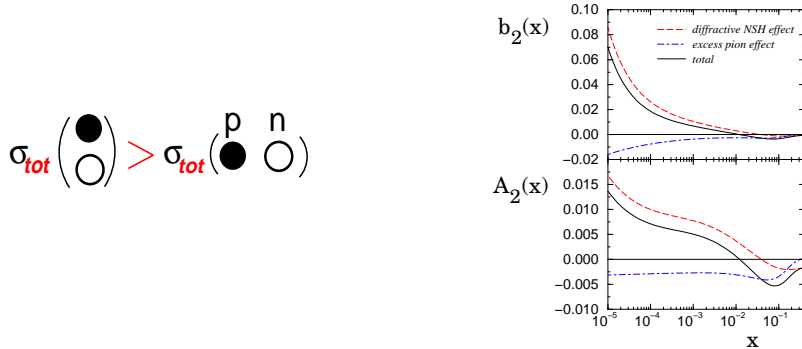 p n
σtot ( ) > σtot ( )
b2(x)
0.10
0.08
0.06
0.04
0.02
0.00
−0.02
diffractive NSH effect
excess pion effect
total
A2(x)
0.015
0.010
0.005
0.000
−0.005
−0.010
10−5 10−4 10−3 10−2 10−1
x